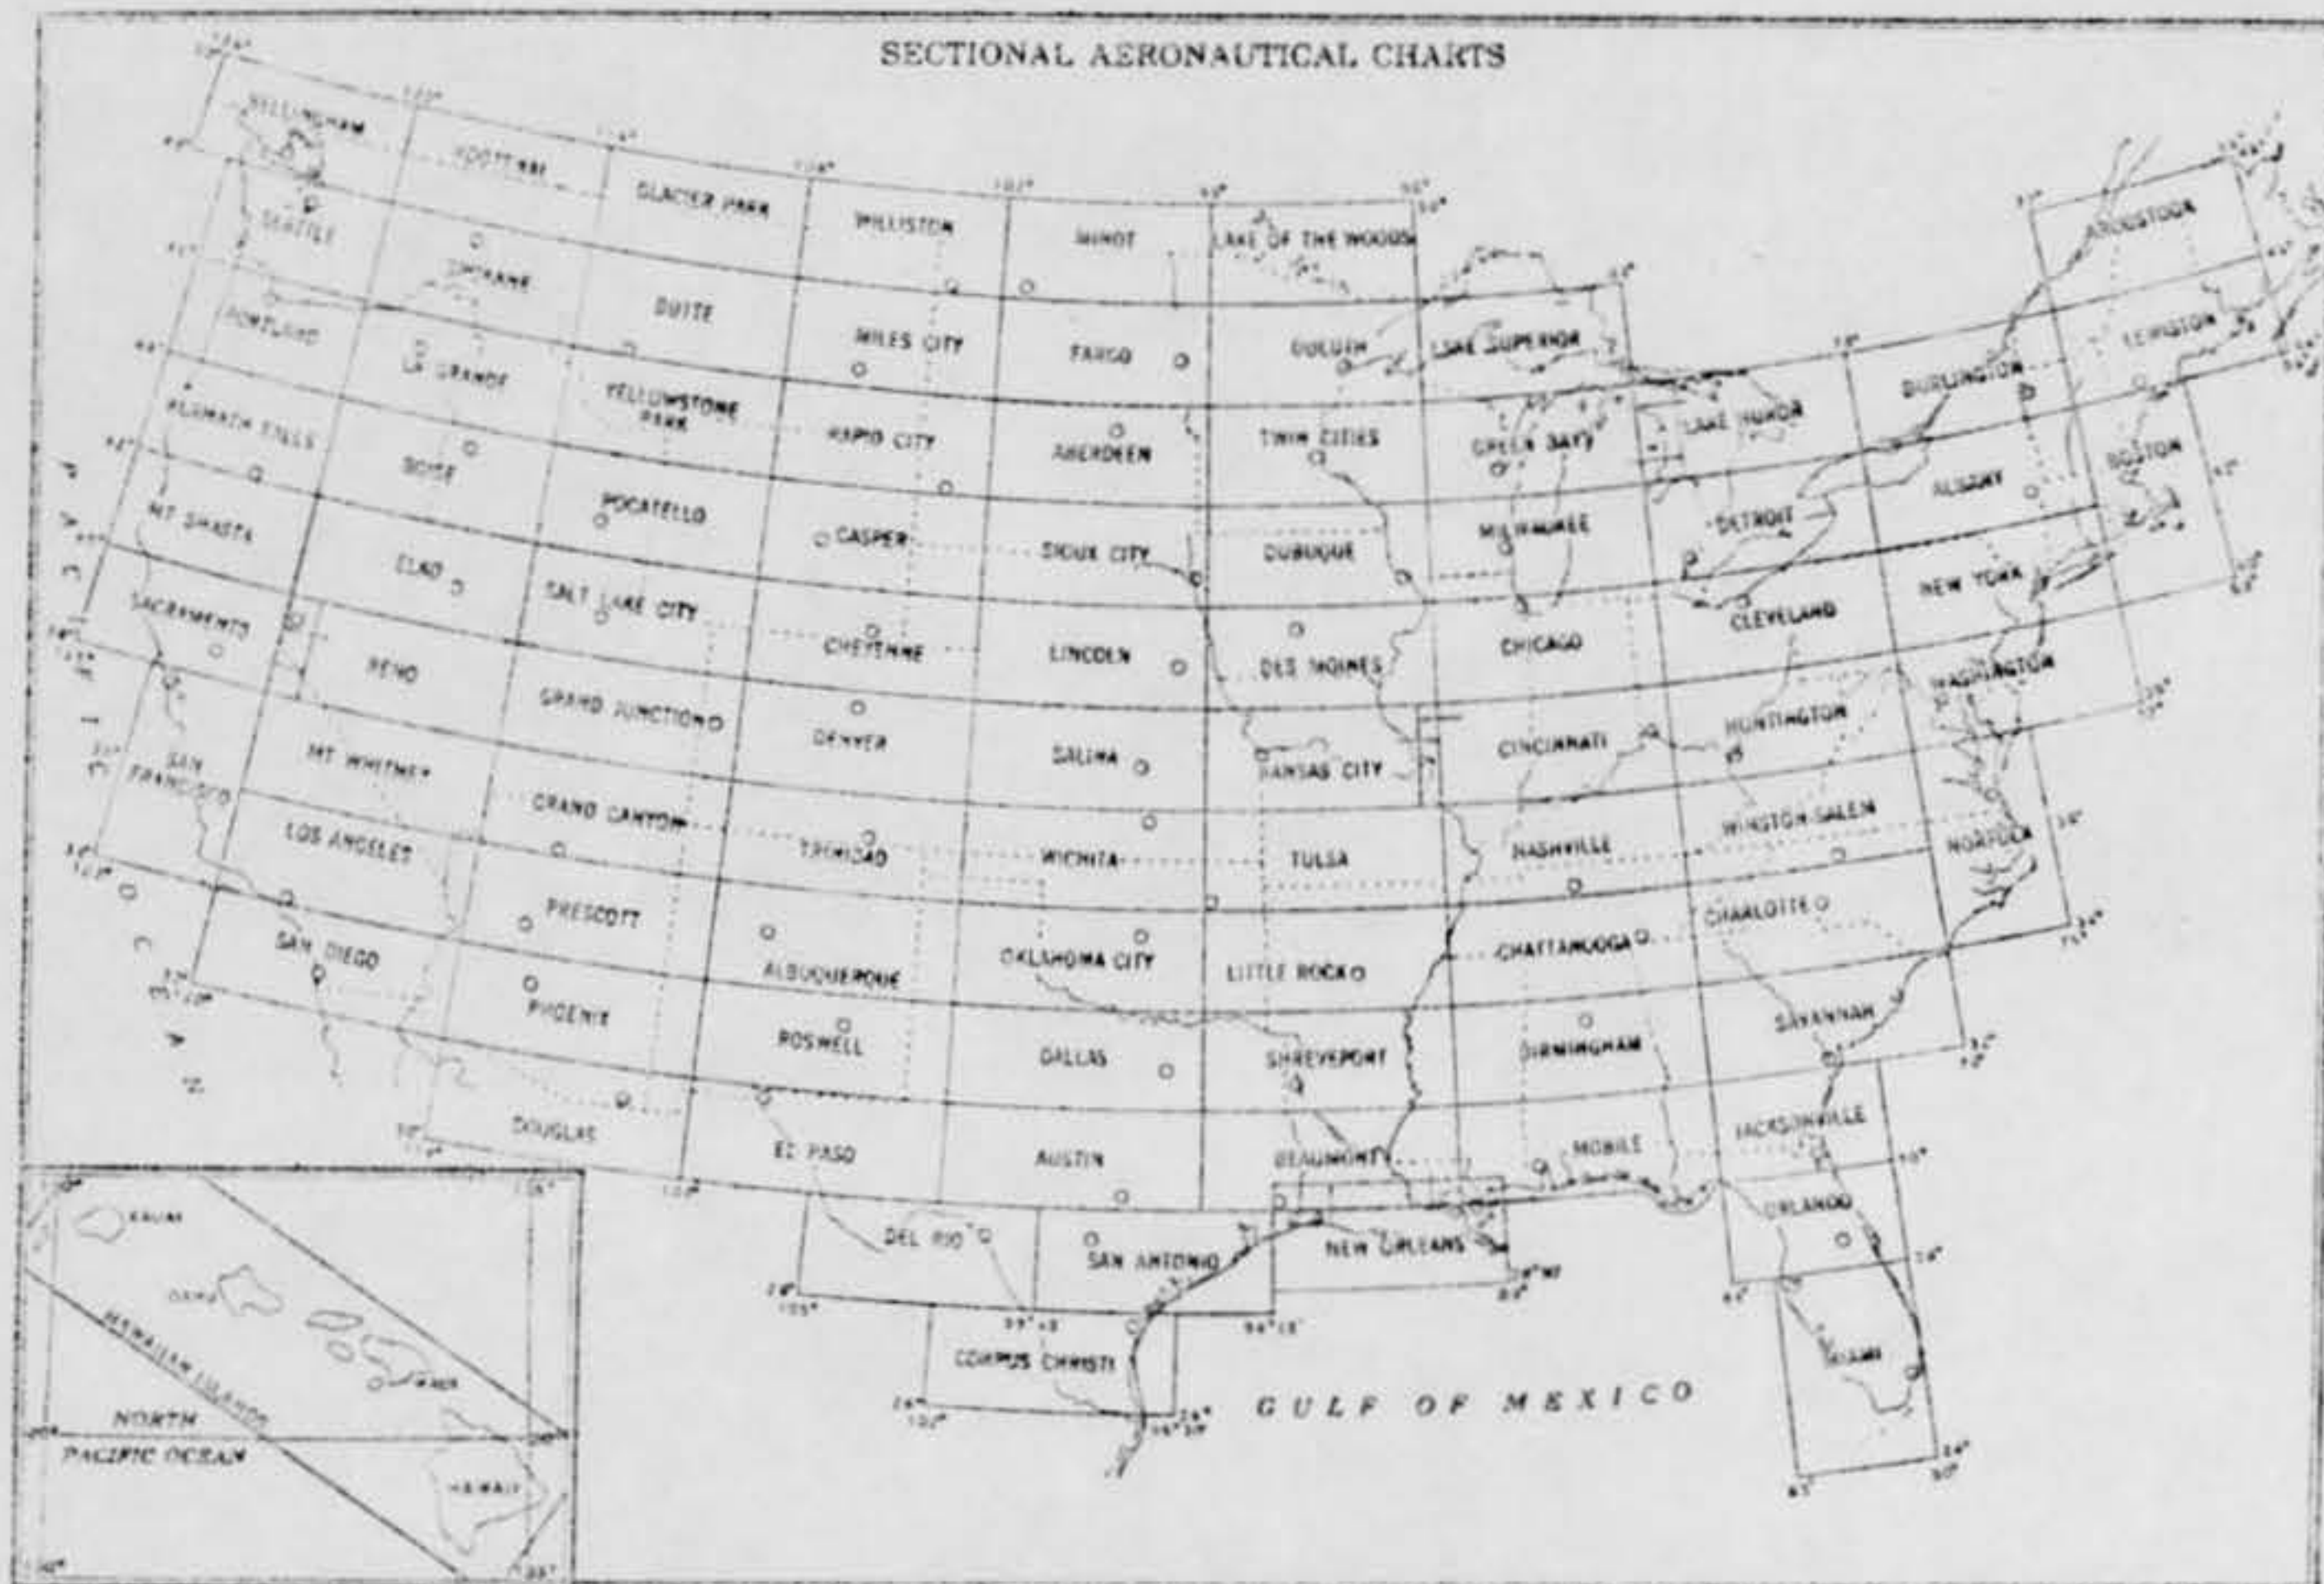 SECTIONAL AERONAUTICAL CHARTS
BELLINGHAM
KOOTENAI
GLACIER PARK
WILLISTON
MINOT
LAKE OF THE WOODS
AROOSTOOK
SEATTLE
SPOKANE
BUTTE
MILES CITY
FARGO
DULUTH
LAKE SUPERIOR
BURLINGTON
LEWISTON
PORTLAND
LA GRANDE
YELLOWSTONE
PARK
RAPID CITY
ABERDEEN
TWIN CITIES
GREEN BAY
LAKE HURON
ALBANY
BOSTON
KLAMATH FALLS
BOISE
POCATELLO
CASPER
SIOUX CITY
DUBUQUE
MILWAUKEE
DETROIT
NEW YORK
MT SHASTA
ELKO
SALT LAKE CITY
CHEYENNE
LINCOLN
DES MOINES
CHICAGO
CLEVELAND
WASHINGTON
SACRAMENTO
RENO
GRAND JUNCTION
DENVER
SALINA
KANSAS CITY
CINCINNATI
HUNTINGTON
NORFOLK
SAN
FRANCISCO
MT WHITNEY
GRAND CANYON
TRINIDAD
WICHITA
TULSA
NASHVILLE
WINSTON-SALEM
LOS ANGELES
PRESCOTT
ALBUQUERQUE
OKLAHOMA CITY
LITTLE ROCK
CHATTANOOGA
CHARLOTTE
SAN DIEGO
PHOENIX
ROSWELL
DALLAS
SHREVEPORT
BIRMINGHAM
SAVANNAH
DOUGLAS
EL PASO
AUSTIN
BEAUMONT
MOBILE
JACKSONVILLE
DEL RIO
SAN ANTONIO
NEW ORLEANS
ORLANDO
CORPUS CHRISTI
MIAMI
GULF OF MEXICO
PACIFIC OCEAN
KAUAI
OAHU
MAUI
HAWAIIAN ISLANDS
NORTH
PACIFIC OCEAN
HAWAII